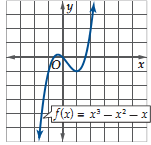 y
O
x
f(x) = x³ − x² − x